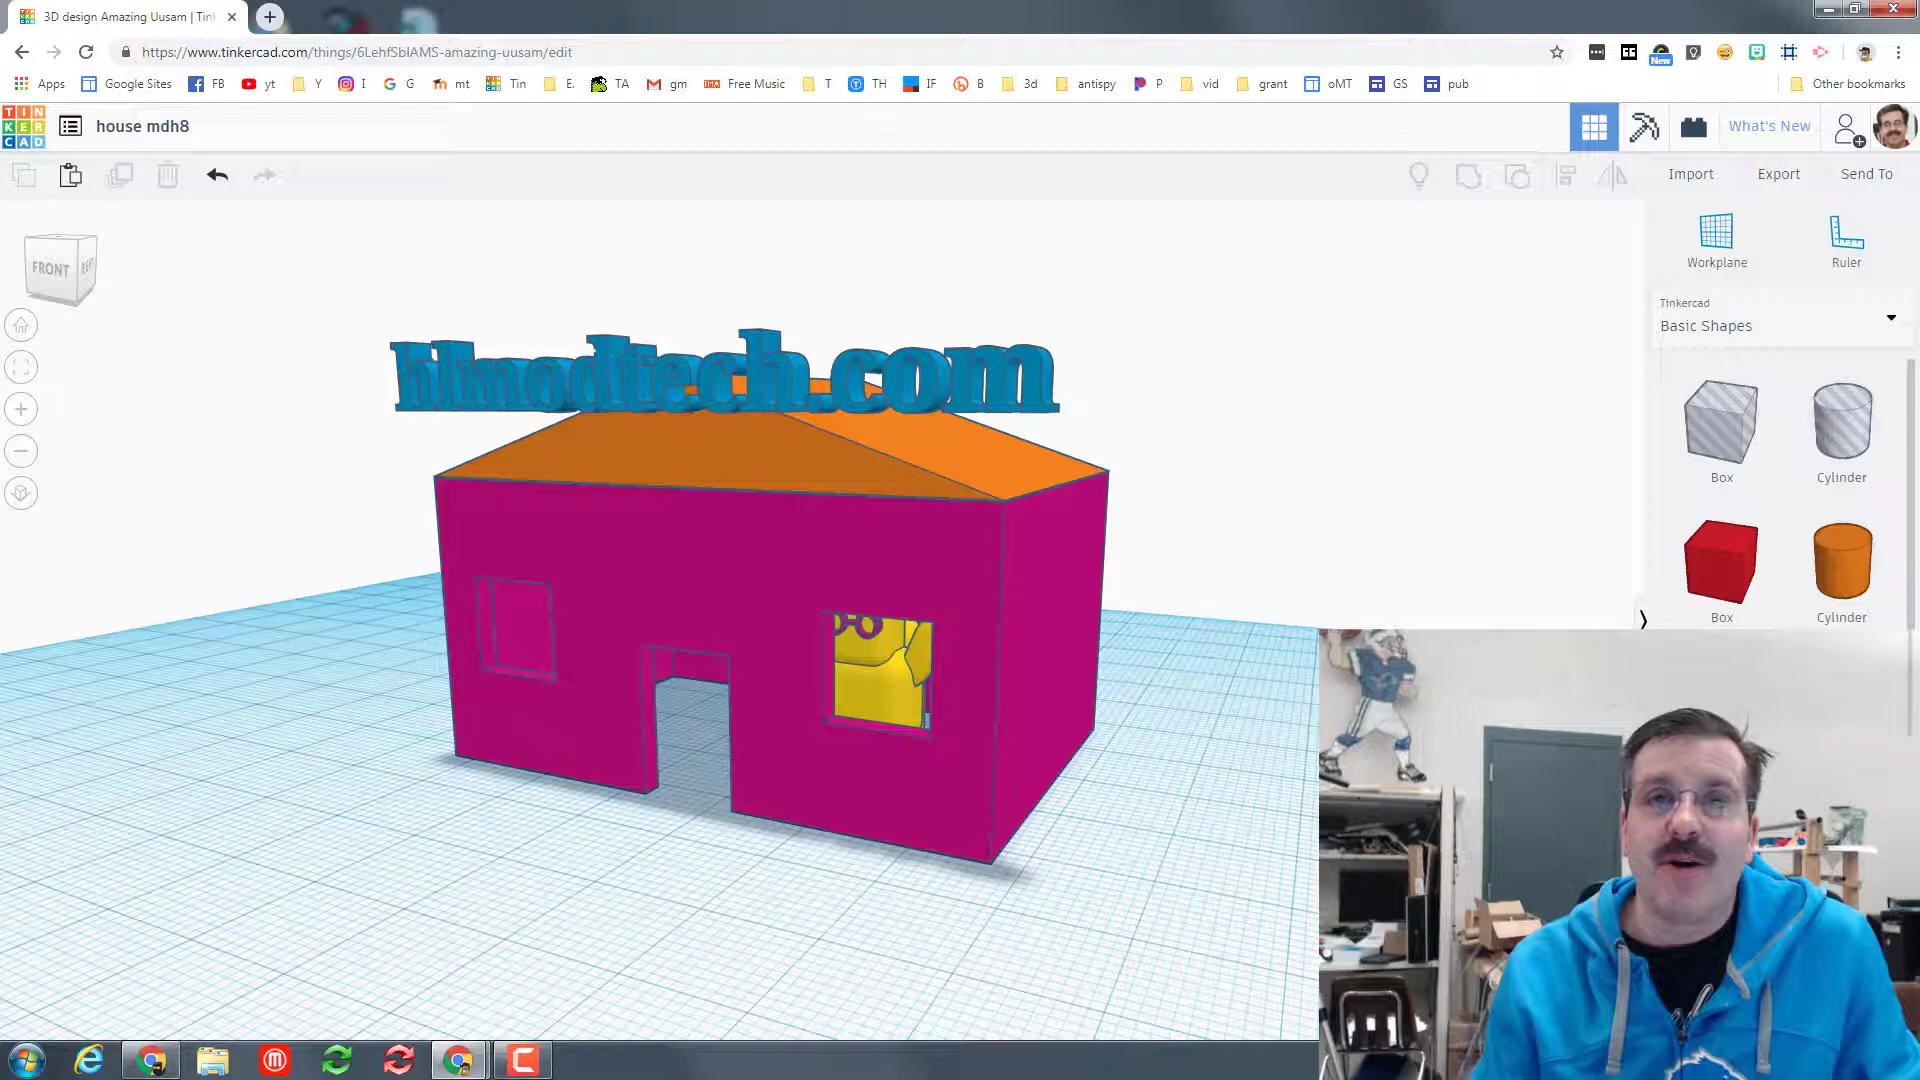 3D design Amazing Uusam | Tin
https://www.tinkercad.com/things/6LehfSbIAMS-amazing-uusam/edit
New
Apps Google Sites FB yt Y I G mt Tin E. TA gm Free Music T TH IF B 3d antispy P vid grant oMT GS pub Other bookmarks
TIN
KER
CAD
house mdh8
What's New
Import Export Send To
FRONT RIGHT
Workplane Ruler
Tinkercad
Basic Shapes
hlmodtech.com
Box Cylinder
Box Cylinder